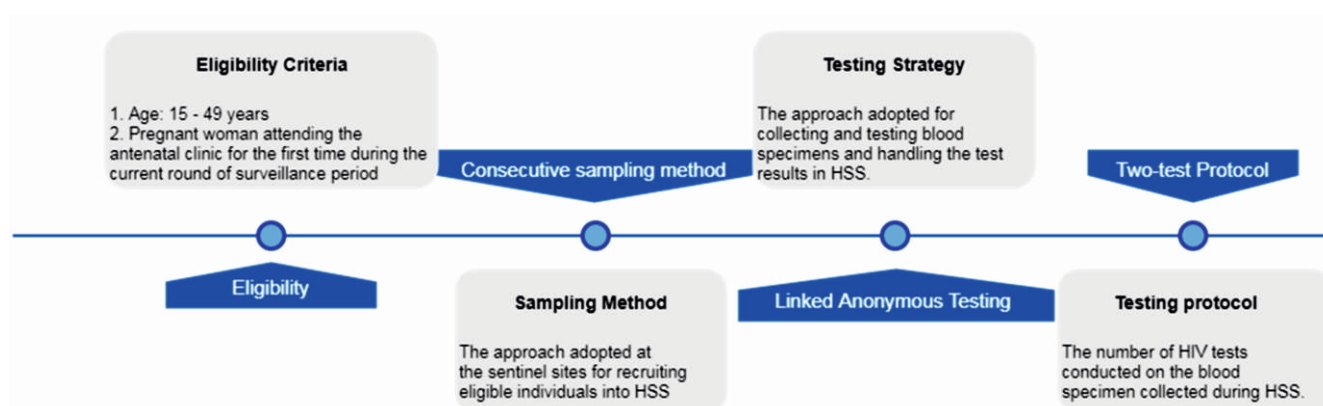 Eligibility Criteria
1. Age: 15 - 49 years
2. Pregnant woman attending the
antenatal clinic for the first time during the
current round of surveillance period
Eligibility
Consecutive sampling method
Sampling Method
The approach adopted at
the sentinel sites for recruiting
eligible individuals into HSS
Testing Strategy
The approach adopted for
collecting and testing blood
specimens and handling the test
results in HSS.
Linked Anonymous Testing
Two-test Protocol
Testing protocol
The number of HIV tests
conducted on the blood
specimen collected during HSS.